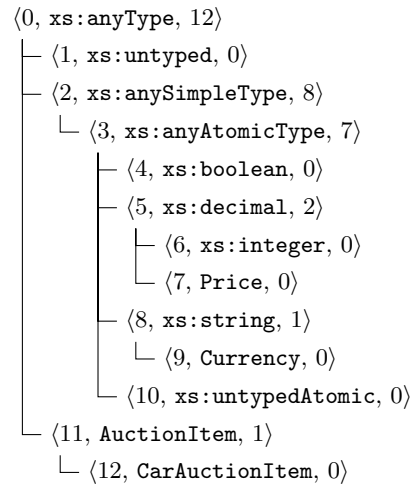 ⟨0, xs:anyType, 12⟩
⟨1, xs:untyped, 0⟩
⟨2, xs:anySimpleType, 8⟩
⟨3, xs:anyAtomicType, 7⟩
⟨4, xs:boolean, 0⟩
⟨5, xs:decimal, 2⟩
⟨6, xs:integer, 0⟩
⟨7, Price, 0⟩
⟨8, xs:string, 1⟩
⟨9, Currency, 0⟩
⟨10, xs:untypedAtomic, 0⟩
⟨11, AuctionItem, 1⟩
⟨12, CarAuctionItem, 0⟩